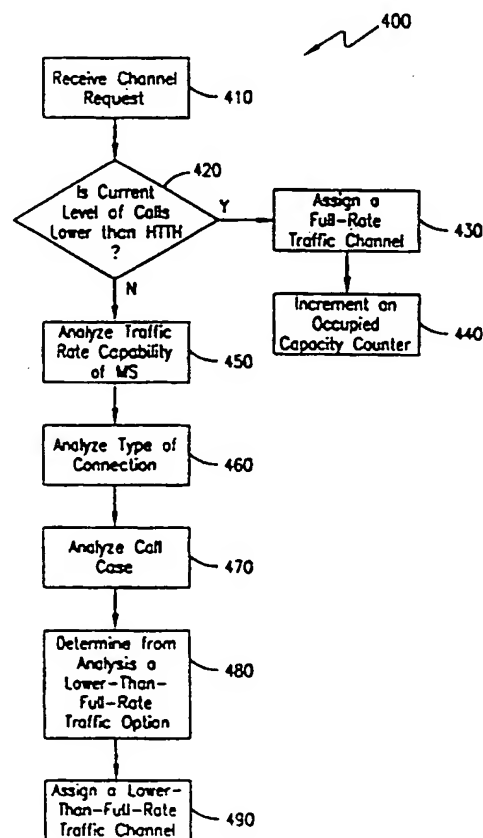 400
Receive Channel
Request
410
420
Is Current
Level of Calls
Lower than HTTH
?
Y
N
Assign a
Full-Rate
Traffic Channel
430
Increment an
Occupied
Capacity Counter
440
Analyze Traffic
Rate Capability
of MS
450
Analyze Type of
Connection
460
Analyze Call
Case
470
Determine from
Analysis a
Lower-Than-
Full-Rate
Traffic Option
480
Assign a Lower-
Than-Full-Rate
Traffic Channel
490